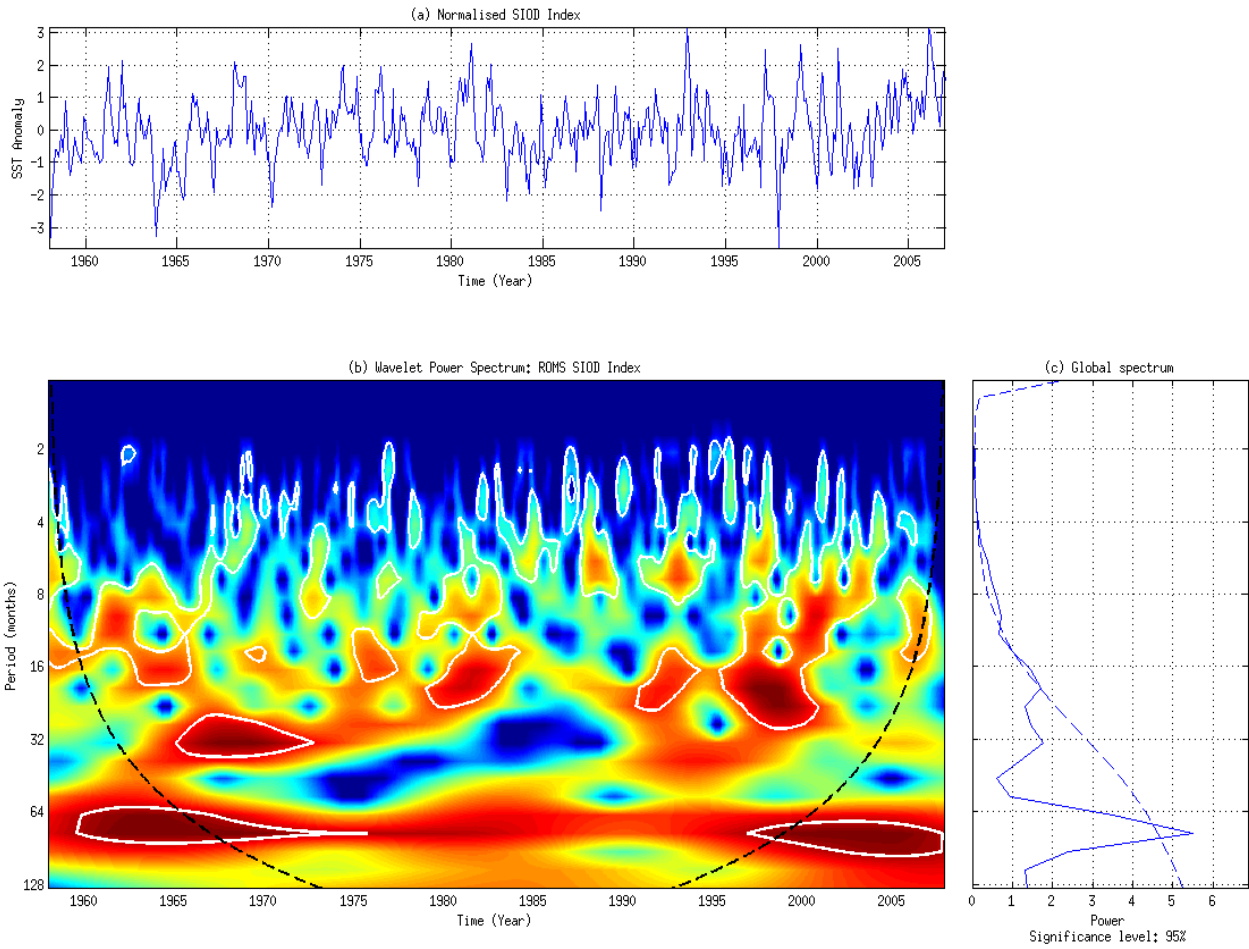 (a) Normalised SIOD Index
3
2
1
0
-1
-2
-3
SST Anomaly
1960 1965 1970 1975 1980 1985 1990 1995 2000 2005
Time (Year)
(b) Wavelet Power Spectrum: ROMS SIOD Index
2
4
8
16
32
64
128
Period (months)
1960 1965 1970 1975 1980 1985 1990 1995 2000 2005
Time (Year)
(c) Global spectrum
0 1 2 3 4 5 6
Power
Significance level: 95%